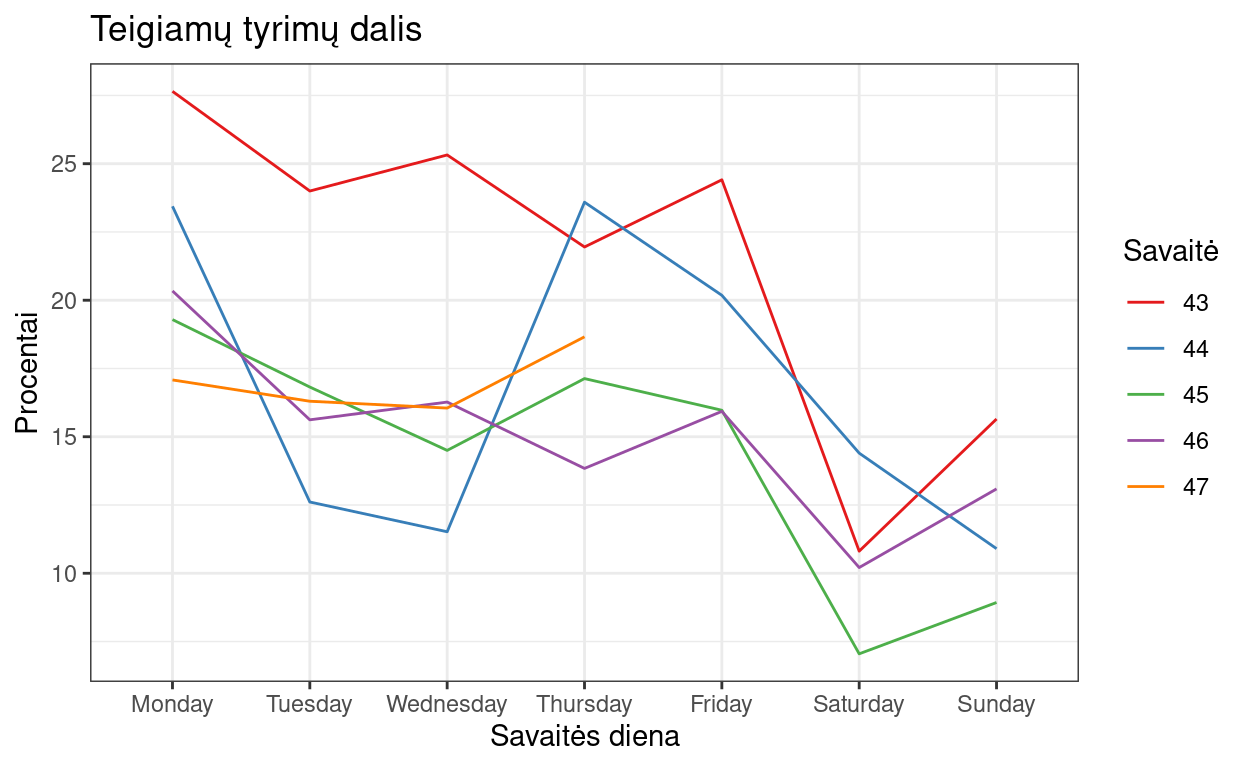 Teigiamų tyrimų dalis
Procentai
25
20
15
10
Monday Tuesday Wednesday Thursday Friday Saturday Sunday
Savaitės diena
Savaitė
43
44
45
46
47